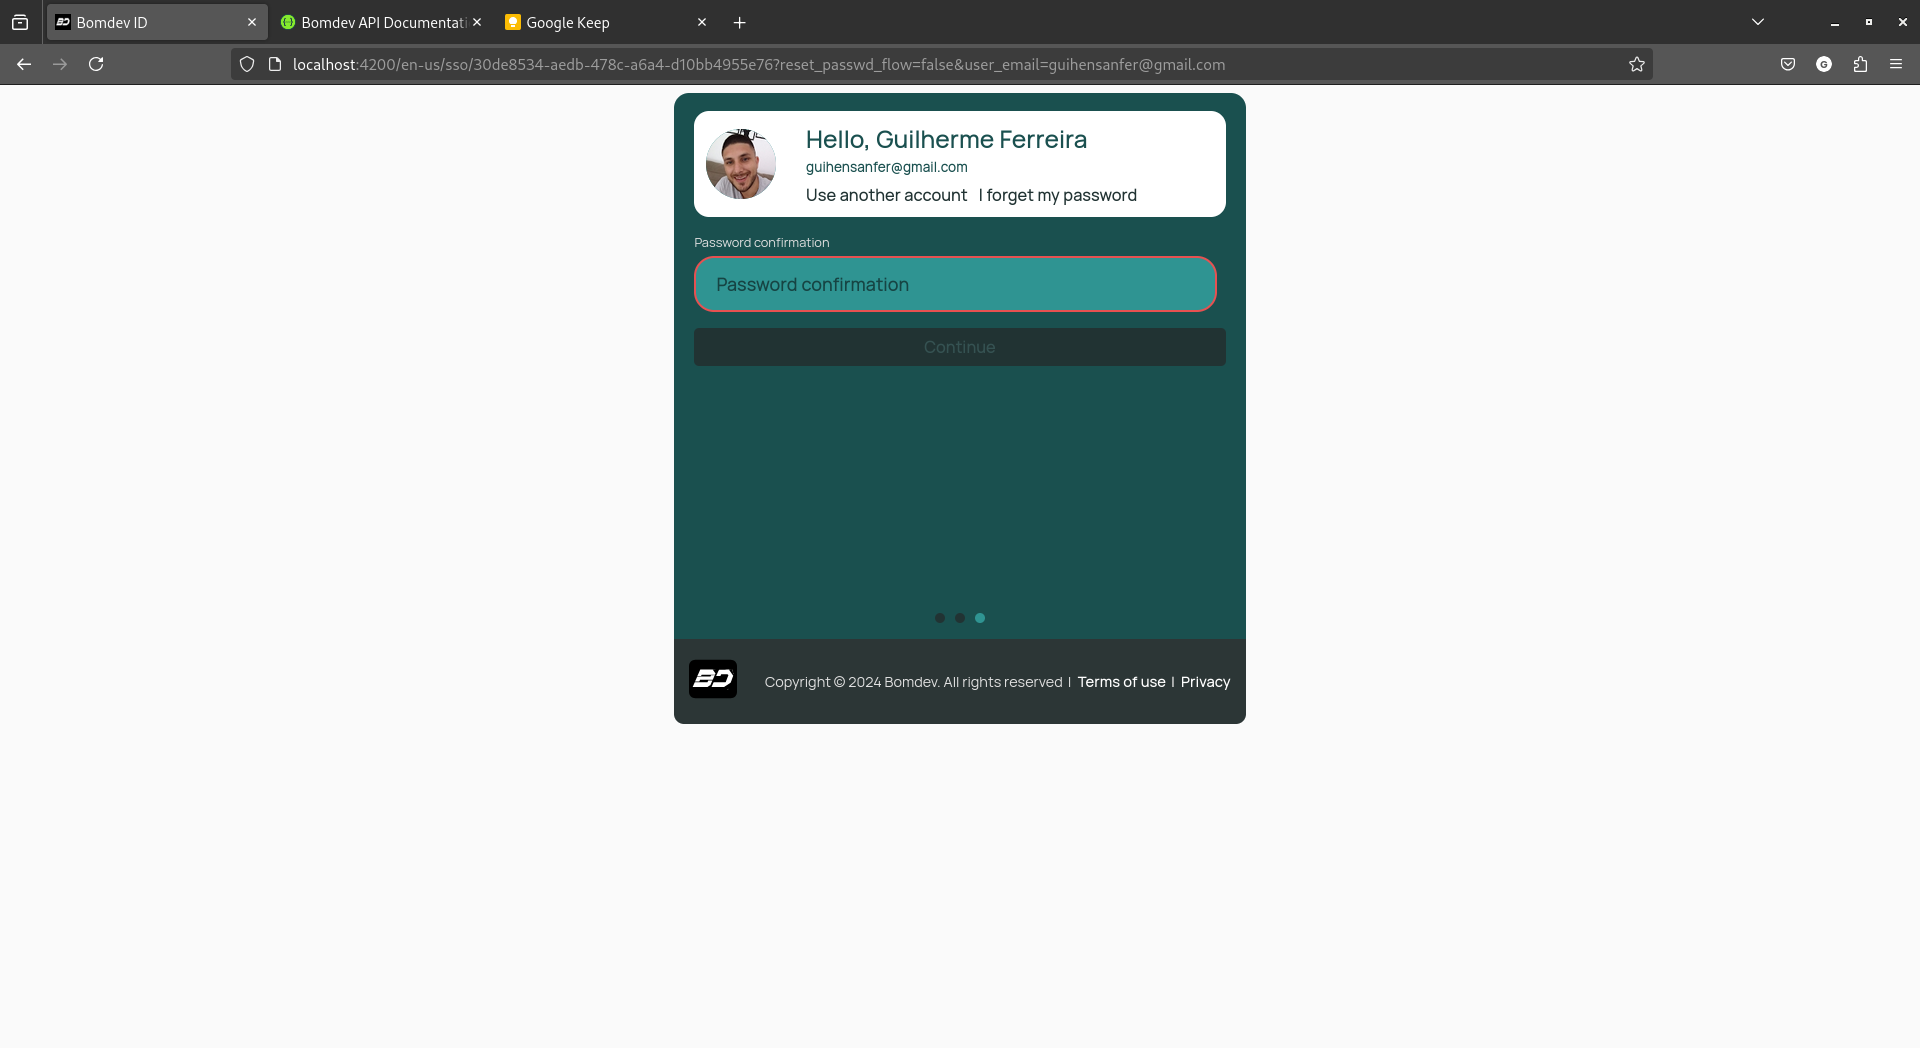 Bomdev ID
Bomdev API Documentati
Google Keep
localhost:4200/en-us/sso/30de8534-aedb-478c-a6a4-d10bb4955e76?reset_passwd_flow=false&user_email=guihensanfer@gmail.com
G
Hello, Guilherme Ferreira
guihensanfer@gmail.com
Use another account I forget my password
Password confirmation
Password confirmation
Continue
BD
Copyright © 2024 Bomdev. All rights reserved | Terms of use | Privacy